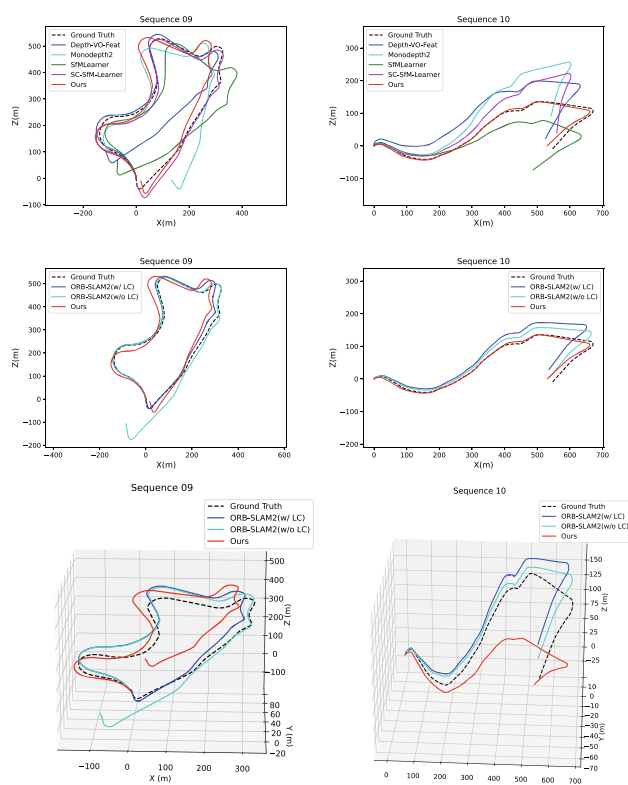 Sequence 09
500
400
300
200
100
0
−100
Z(m)
Ground Truth
Depth-VO-Feat
Monodepth2
SfMLearner
SC-SfM-Learner
Ours
−200
0
200
400
X(m)
Sequence 10
300
200
100
0
−100
Z(m)
Ground Truth
Depth-VO-Feat
Monodepth2
SfMLearner
SC-SfM-Learner
Ours
0
100
200
300
400
500
600
700
X(m)
Sequence 09
500
400
300
200
100
0
−100
−200
Z(m)
Ground Truth
ORB-SLAM2(w/ LC)
ORB-SLAM2(w/o LC)
Ours
−400
−200
0
200
400
600
X(m)
Sequence 10
300
200
100
0
−100
−200
Z(m)
Ground Truth
ORB-SLAM2(w/ LC)
ORB-SLAM2(w/o LC)
Ours
0
100
200
300
400
500
600
700
X(m)
Sequence 09
Ground Truth
ORB-SLAM2(w/ LC)
ORB-SLAM2(w/o LC)
Ours
500
400
300
200
100
0
100
Z (m)
80
60
40
20
0
−20
Y (m)
−100
0
100
200
300
X (m)
Sequence 10
Ground Truth
ORB-SLAM2(w/ LC)
ORB-SLAM2(w/o LC)
Ours
150
125
100
75
50
25
0
−25
Z (m)
10
0
−10
−20
−30
−40
−50
−60
−70
Y (m)
0
100
200
300
400
500
600
700
X (m)